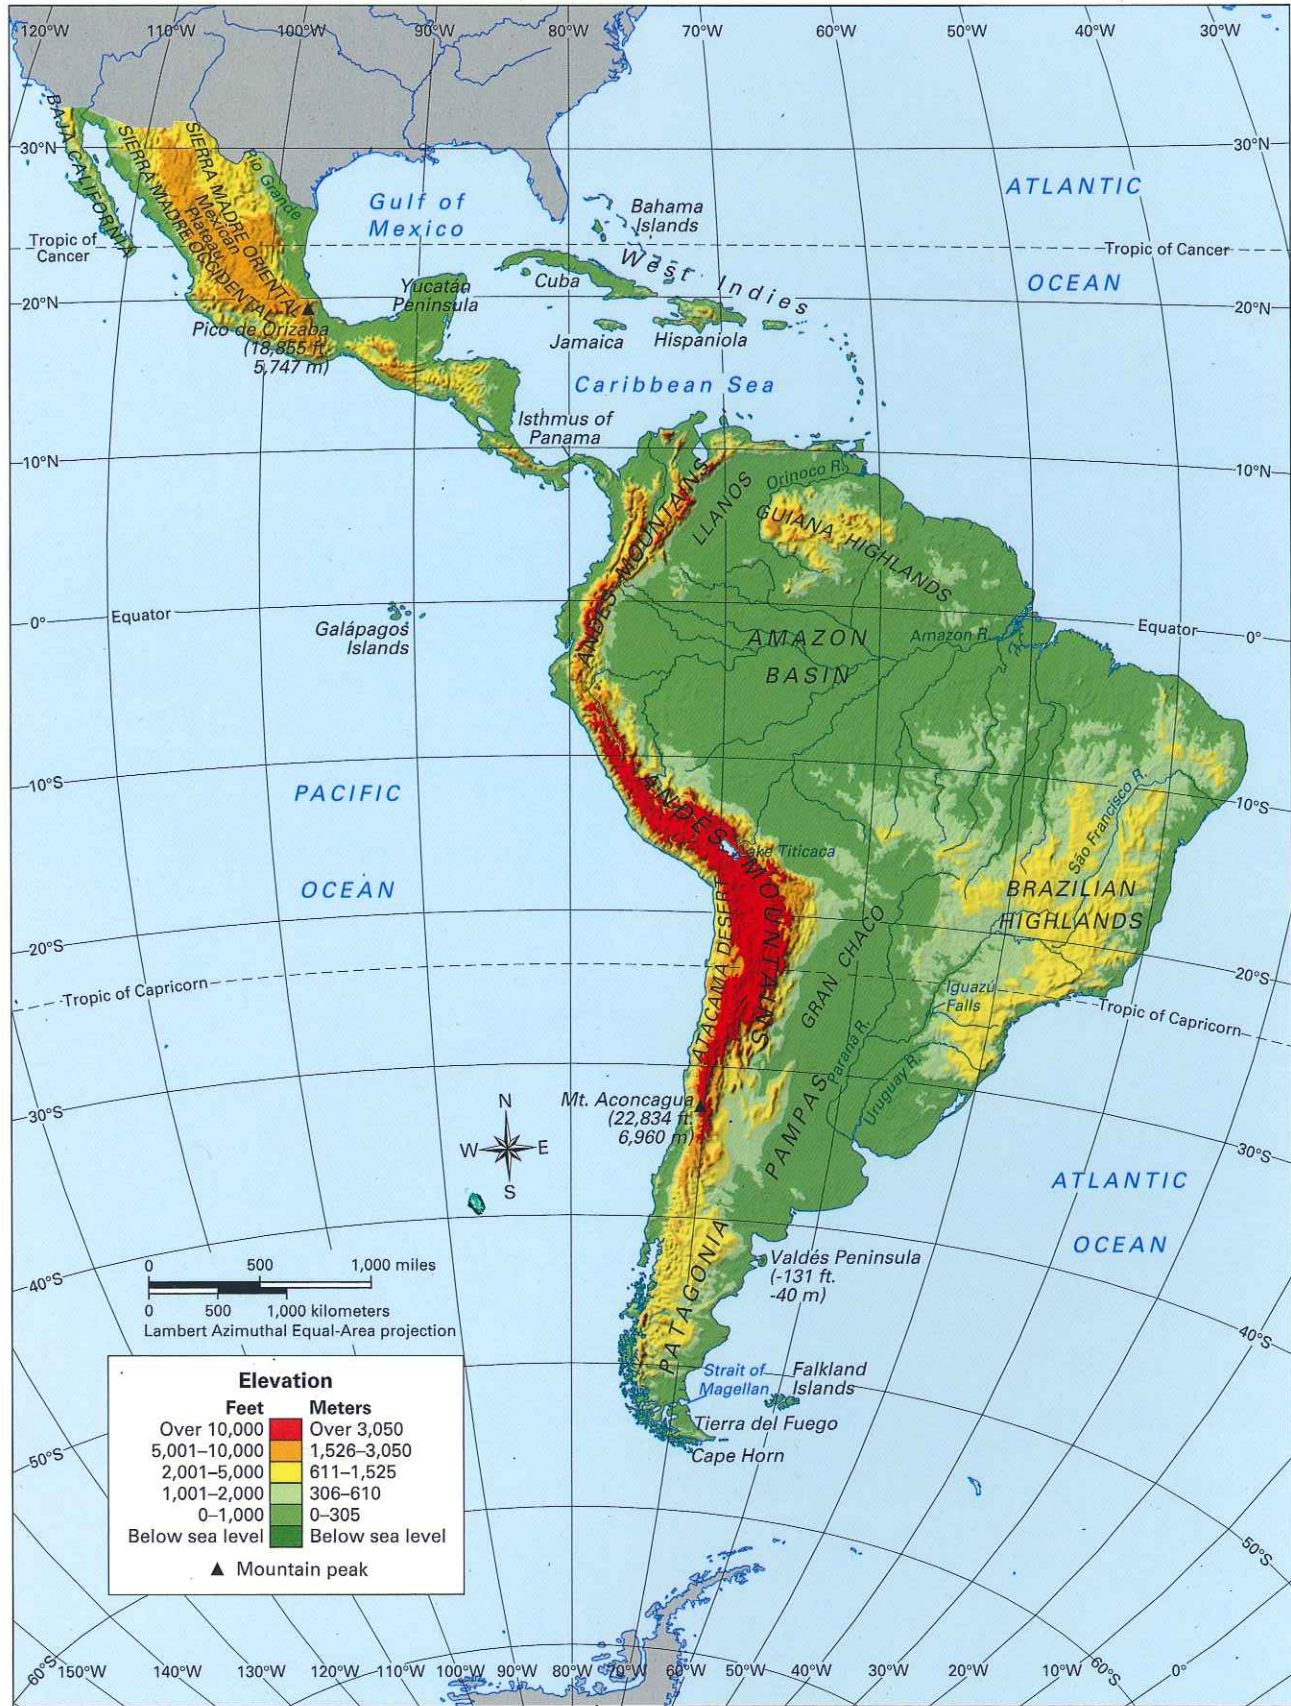 120°W
110°W
100°W
90°W
80°W
70°W
60°W
50°W
40°W
30°W
30°N
30°N
BAJA CALIFORNIA
SIERRA MADRE OCCIDENTAL
SIERRA MADRE ORIENTAL
Mexican
Plateau
Rio Grande
Gulf of
Mexico
Bahama
Islands
ATLANTIC
OCEAN
Tropic of
Cancer
Tropic of Cancer
West Indies
Cuba
Yucatán
Peninsula
20°N
20°N
Pico de Orizaba
(18,855 ft.
5,747 m)
Jamaica
Hispaniola
Caribbean Sea
Isthmus of
Panama
10°N
10°N
Orinoco R.
LLANOS
GUIANA HIGHLANDS
ANDES MOUNTAINS
Equator
0°
Galápagos
Islands
AMAZON
BASIN
Amazon R.
Equator
0°
PACIFIC
OCEAN
10°S
10°S
ANDES MOUNTAINS
Lake Titicaca
São Francisco R.
BRAZILIAN
HIGHLANDS
ATACAMA DESERT
GRAN CHACO
20°S
20°S
Tropic of Capricorn
Iguazú
Falls
Tropic of Capricorn
Paraná R.
Uruguay R.
PAMPAS
30°S
30°S
Mt. Aconcagua
(22,834 ft.
6,960 m)
N
W
E
S
ATLANTIC
OCEAN
PATAGONIA
Valdés Peninsula
(-131 ft.
-40 m)
40°S
40°S
0
500
1,000 miles
0
500
1,000 kilometers
Lambert Azimuthal Equal-Area projection
Strait of
Magellan
Falkland
Islands
Tierra del Fuego
Cape Horn
Elevation
Feet Meters
Over 10,000 Over 3,050
5,001–10,000 1,526–3,050
2,001–5,000 611–1,525
1,001–2,000 306–610
0–1,000 0–305
Below sea level Below sea level
▲ Mountain peak
50°S
50°S
60°S
60°S
150°W
140°W
130°W
120°W
110°W
100°W
90°W
80°W
70°W
60°W
50°W
40°W
30°W
20°W
10°W
0°